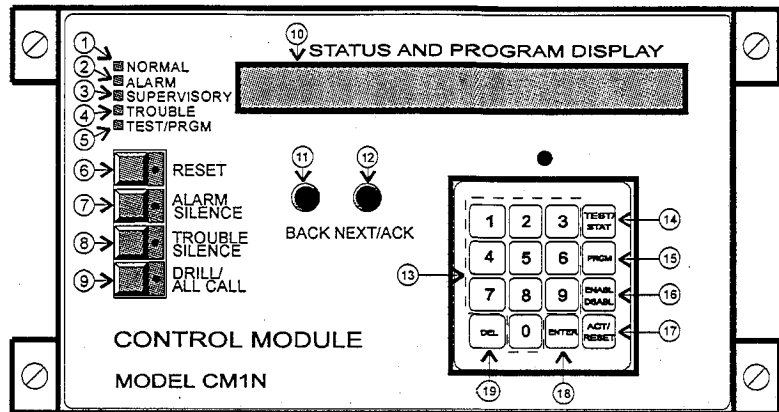 1
10
STATUS AND PROGRAM DISPLAY
2
NORMAL
ALARM
3
SUPERVISORY
4
TROUBLE
5
TEST/PRGM
6
RESET
11
12
7
ALARM
SILENCE
BACK NEXT/ACK
8
TROUBLE
SILENCE
9
DRILL/
ALL CALL
1 2 3 TEST/
STAT
14
4 5 6 PRGM
15
13
7 8 9 ENABL
DSABL
16
DEL 0 ENTER ACT/
RESET
17
19
18
CONTROL MODULE
MODEL CM1N